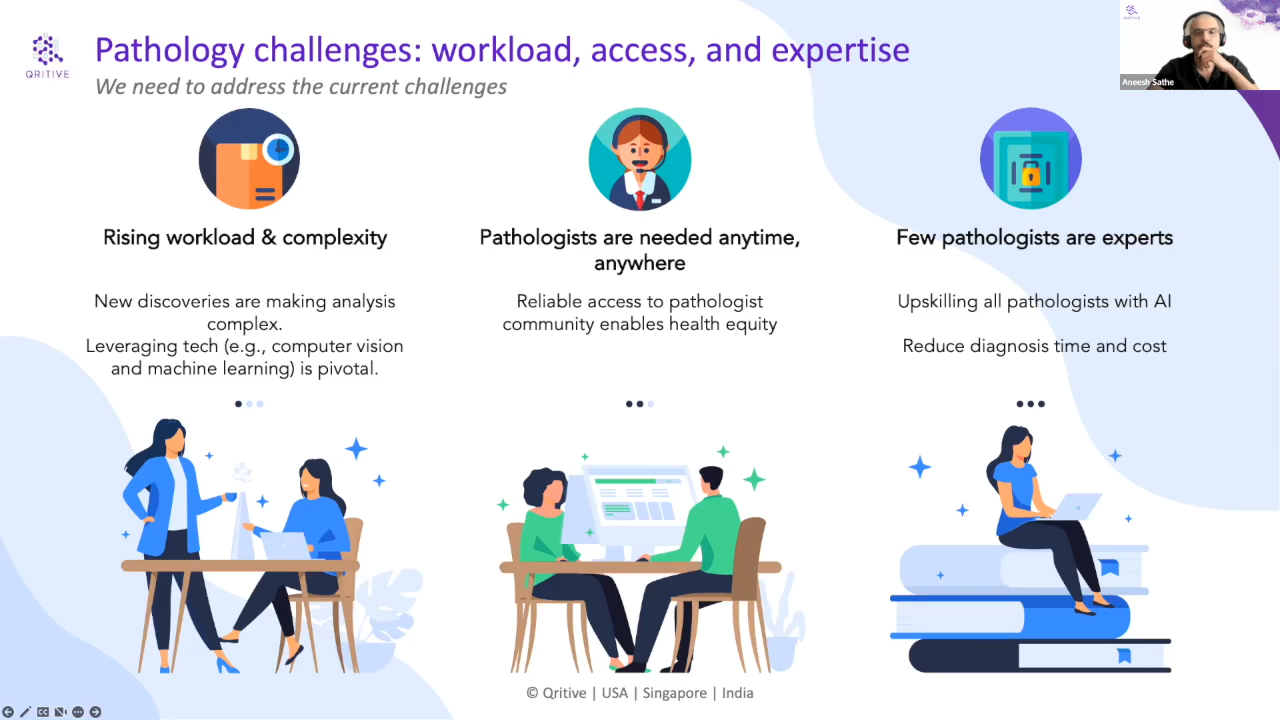 QRITIVE
Pathology challenges: workload, access, and expertise
We need to address the current challenges
QRITIVE
Aneesh Sathe
Rising workload & complexity
New discoveries are making analysis
complex.
Leveraging tech (e.g., computer vision
and machine learning) is pivotal.
Pathologists are needed anytime,
anywhere
Reliable access to pathologist
community enables health equity
Few pathologists are experts
Upskilling all pathologists with AI
Reduce diagnosis time and cost
© Qritive | USA | Singapore | India
CC